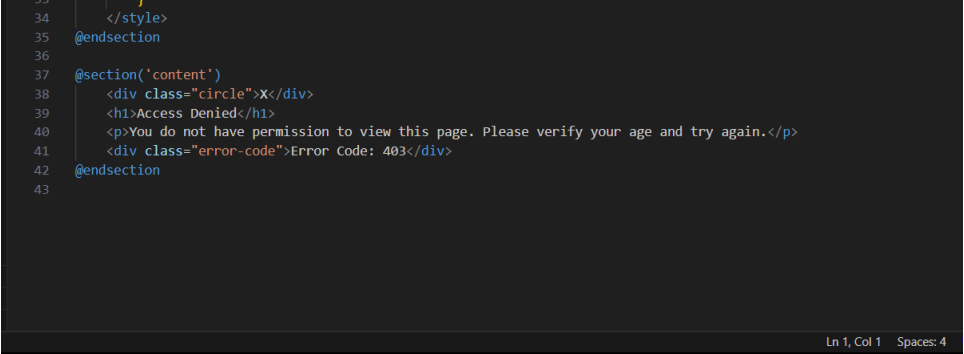 33 }
34 </style>
35 @endsection
36
37 @section('content')
38 <div class="circle">X</div>
39 <h1>Access Denied</h1>
40 <p>You do not have permission to view this page. Please verify your age and try again.</p>
41 <div class="error-code">Error Code: 403</div>
42 @endsection
43
Ln 1, Col 1 Spaces: 4